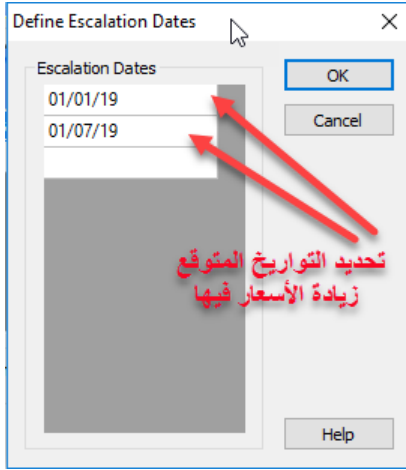 Define Escalation Dates
Escalation Dates
01/01/19
01/07/19
OK
Cancel
تحديد التواريخ المتوقع
زيادة الأسعار فيها
Help